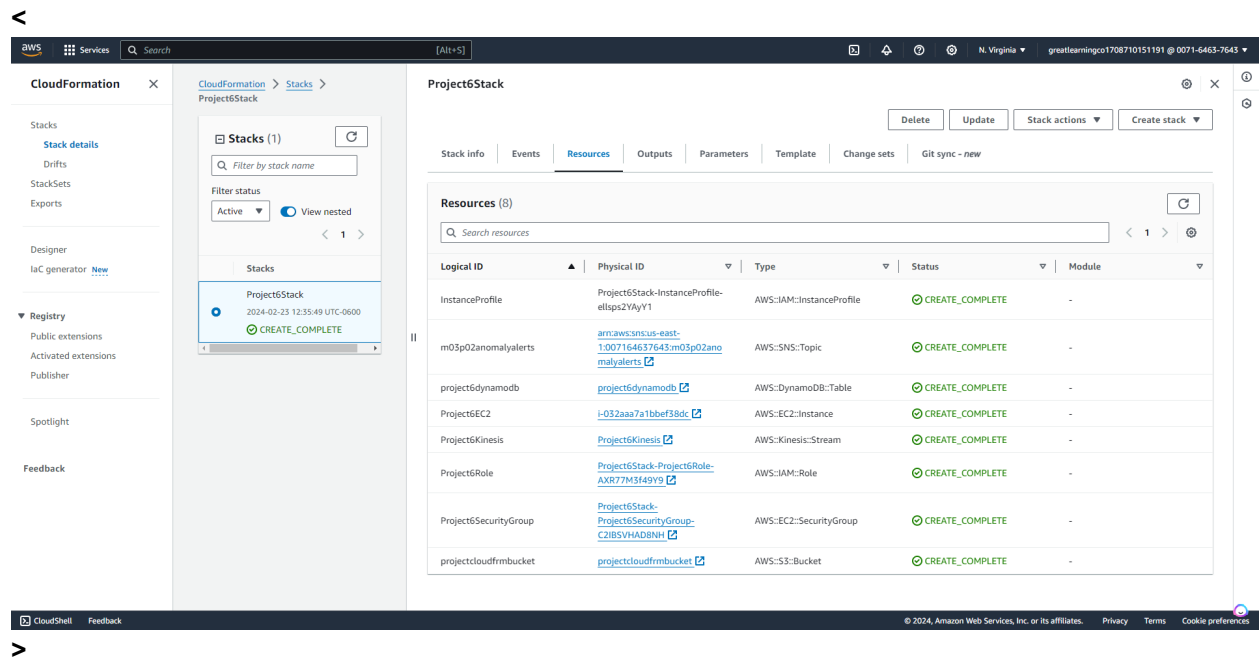 <
aws
Services
Search
[Alt+S]
N. Virginia ▼
greatlearningco1708710151191 @ 0071-6463-7643 ▼
CloudFormation
Stacks
Stack details
Drifts
StackSets
Exports
Designer
IaC generator New
Registry
Public extensions
Activated extensions
Publisher
Spotlight
Feedback
CloudFormation > Stacks >
Project6Stack
Stacks (1)
Filter by stack name
Filter status
Active ▼
View nested
< 1 >
Stacks
Project6Stack
2024-02-23 12:35:49 UTC-0600
CREATE_COMPLETE
Project6Stack
Delete
Update
Stack actions ▼
Create stack ▼
Stack info
Events
Resources
Outputs
Parameters
Template
Change sets
Git sync - new
Resources (8)
Search resources
< 1 >
Logical ID
Physical ID
Type
Status
Module
InstanceProfile
Project6Stack-InstanceProfile-
ellsps2YAyY1
AWS::IAM::InstanceProfile
CREATE_COMPLETE
-
m03p02anomalyalerts
arn:aws:sns:us-east-
1:007164637643:m03p02ano
malyalerts
AWS::SNS::Topic
CREATE_COMPLETE
-
project6dynamodb
project6dynamodb
AWS::DynamoDB::Table
CREATE_COMPLETE
-
Project6EC2
i-032aaa7a1bbef38dc
AWS::EC2::Instance
CREATE_COMPLETE
-
Project6Kinesis
Project6Kinesis
AWS::Kinesis::Stream
CREATE_COMPLETE
-
Project6Role
Project6Stack-Project6Role-
AXR77M3f49Y9
AWS::IAM::Role
CREATE_COMPLETE
-
Project6SecurityGroup
Project6Stack-
Project6SecurityGroup-
C2IBSVHAD8NH
AWS::EC2::SecurityGroup
CREATE_COMPLETE
-
projectcloudfrmbucket
projectcloudfrmbucket
AWS::S3::Bucket
CREATE_COMPLETE
-
CloudShell
Feedback
© 2024, Amazon Web Services, Inc. or its affiliates.
Privacy
Terms
Cookie preferences
>